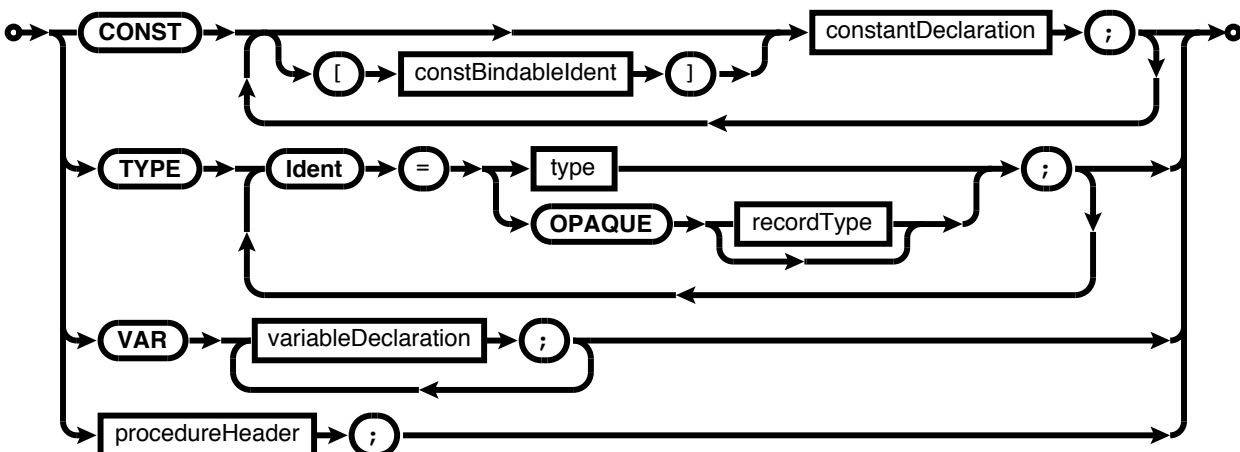 CONST constantDeclaration ;
[ constBindableIdent ]
TYPE Ident = type ;
OPAQUE recordType
VAR variableDeclaration ;
procedureHeader ;